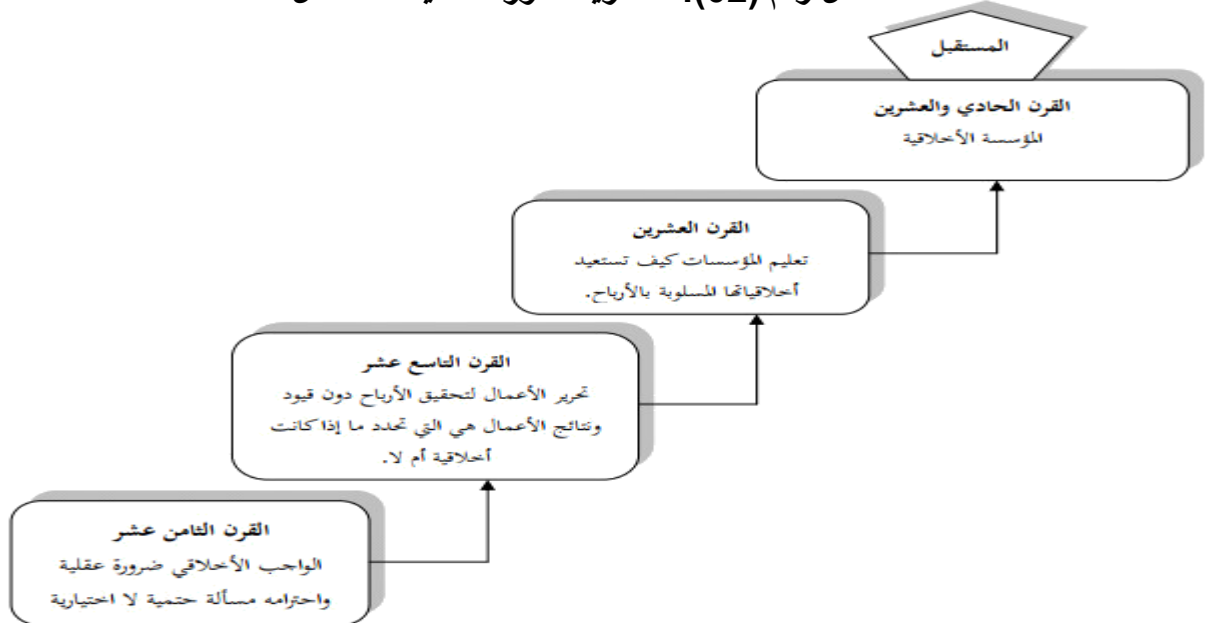 رقم (02):
المستقبل
القرن الحادي والعشرين
المؤسسة الأخلاقية
القرن العشرين
تعليم المؤسسات كيف تستعيد
أخلاقياتها المسلوبة بالأرباح.
القرن التاسع عشر
تحرير الأعمال لتحقيق الأرباح دون قيود
ونتائج الأعمال هي التي تحدد ما إذا كانت
أخلاقية أم لا.
القرن الثامن عشر
الواجب الأخلاقي ضرورة عقلية
واحترامه مسألة حتمية لا اختيارية